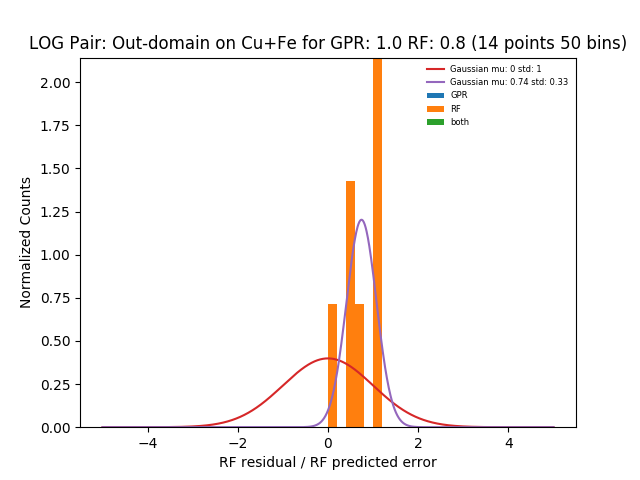 LOG Pair: Out-domain on Cu+Fe for GPR: 1.0 RF: 0.8 (14 points 50 bins)
Gaussian mu: 0 std: 1
Gaussian mu: 0.74 std: 0.33
GPR
RF
both
Normalized Counts
2.00
1.75
1.50
1.25
1.00
0.75
0.50
0.25
0.00
−4
−2
0
2
4
RF residual / RF predicted error